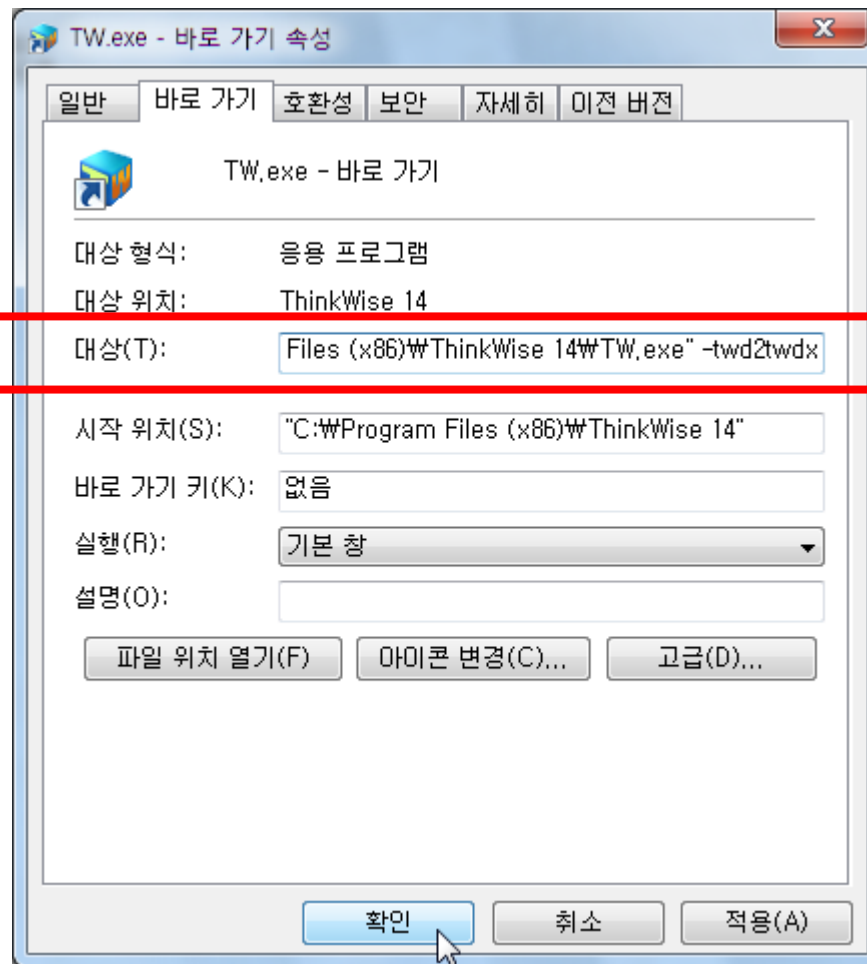 TW.exe - 바로 가기 속성
일반 바로 가기 호환성 보안 자세히 이전 버전
TW.exe - 바로 가기
대상 형식: 응용 프로그램
대상 위치: ThinkWise 14
대상(T): Files (x86)₩ThinkWise 14₩TW.exe" -twd2twdx
시작 위치(S): "C:₩Program Files (x86)₩ThinkWise 14"
바로 가기 키(K): 없음
실행(R): 기본 창
설명(O):
파일 위치 열기(F) 아이콘 변경(C)... 고급(D)...
확인 취소 적용(A)